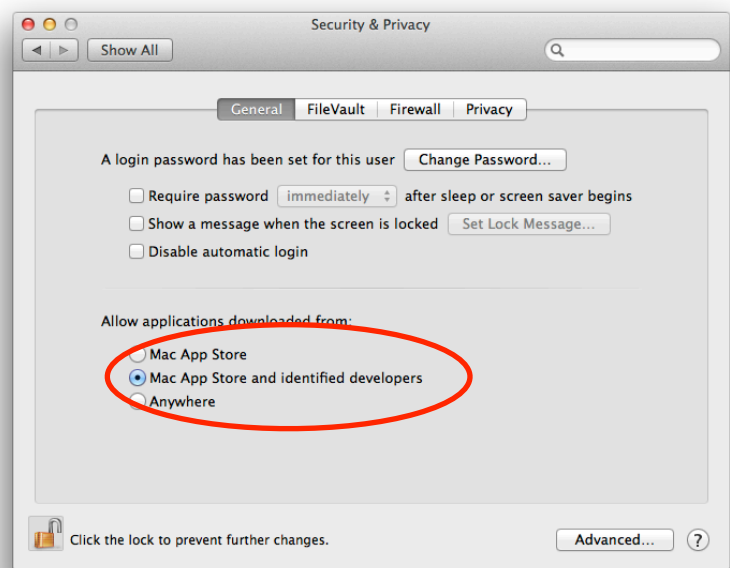 Security & Privacy
Show All
General FileVault Firewall Privacy
A login password has been set for this user Change Password...
Require password immediately after sleep or screen saver begins
Show a message when the screen is locked Set Lock Message...
Disable automatic login
Allow applications downloaded from:
Mac App Store
Mac App Store and identified developers
Anywhere
Click the lock to prevent further changes. Advanced... ?